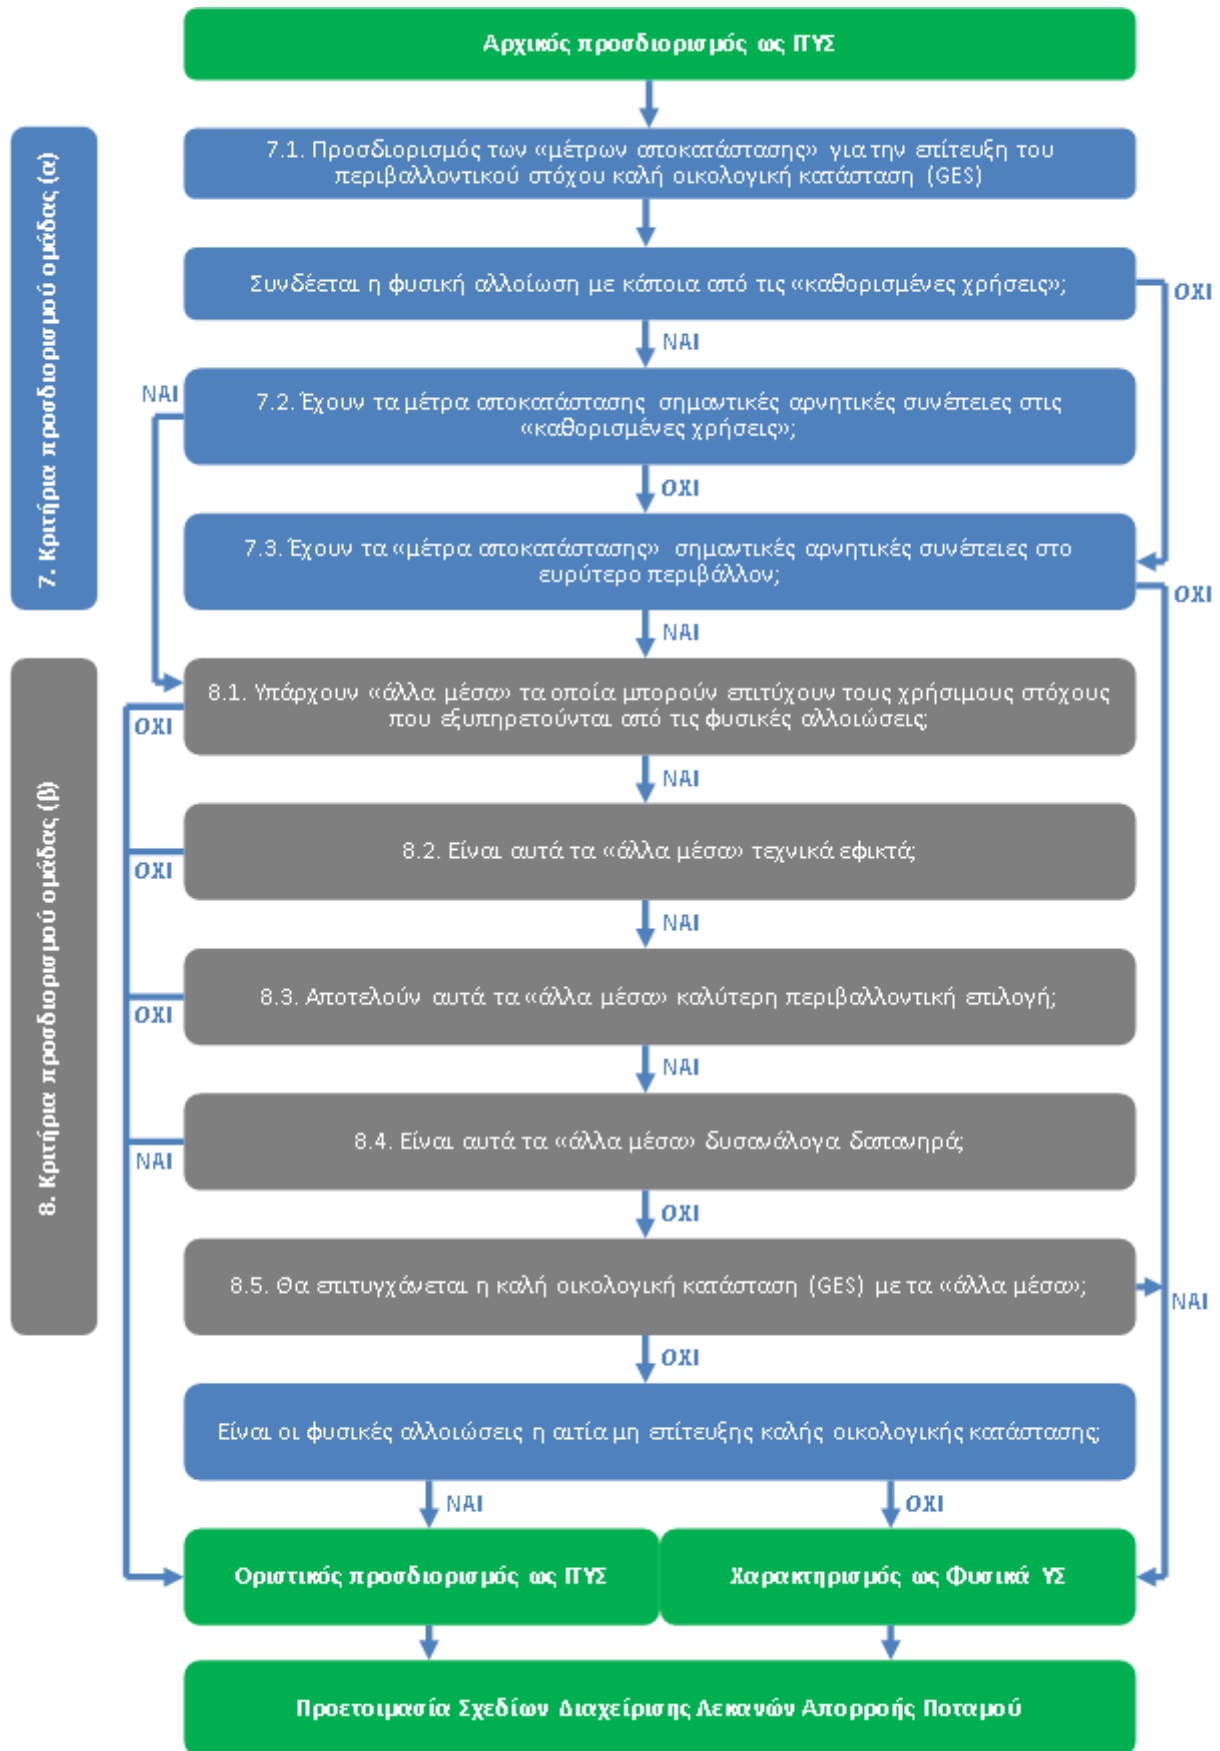 Αρχικός προσδιορισμός ως ΙΤΥΣ
7. Κριτήρια προσδιορισμού ομάδας (α)
7.1. Προσδιορισμός των «μέτρων αποκατάστασης» για την επίτευξη του
περιβαλλοντικού στόχου καλή οικολογική κατάσταση (GES)
Συνδέεται η φυσική αλλοίωση με κάποια από τις «καθορισμένες χρήσεις»;
ΟΧΙ
ΝΑΙ
ΝΑΙ
7.2. Έχουν τα μέτρα αποκατάστασης σημαντικές αρνητικές συνέπειες στις
«καθορισμένες χρήσεις»;
ΟΧΙ
7.3. Έχουν τα «μέτρα αποκατάστασης» σημαντικές αρνητικές συνέπειες στο
ευρύτερο περιβάλλον;
ΟΧΙ
ΝΑΙ
8. Κριτήρια προσδιορισμού ομάδας (β)
8.1. Υπάρχουν «άλλα μέσα» τα οποία μπορούν επιτύχουν τους χρήσιμους στόχους
που εξυπηρετούνται από τις φυσικές αλλοιώσεις;
ΟΧΙ
ΝΑΙ
8.2. Είναι αυτά τα «άλλα μέσα» τεχνικά εφικτά;
ΟΧΙ
ΝΑΙ
8.3. Αποτελούν αυτά τα «άλλα μέσα» καλύτερη περιβαλλοντική επιλογή;
ΟΧΙ
ΝΑΙ
8.4. Είναι αυτά τα «άλλα μέσα» δυσανάλογα δαπανηρά;
ΝΑΙ
ΟΧΙ
8.5. Θα επιτυγχάνεται η καλή οικολογική κατάσταση (GES) με τα «άλλα μέσα»;
ΝΑΙ
ΟΧΙ
Είναι οι φυσικές αλλοιώσεις η αιτία μη επίτευξης καλής οικολογικής κατάστασης;
ΝΑΙ
ΟΧΙ
Οριστικός προσδιορισμός ως ΙΤΥΣ
Χαρακτηρισμός ως Φυσικά ΥΣ
Προετοιμασία Σχεδίων Διαχείρισης Λεκανών Απορροής Ποταμού